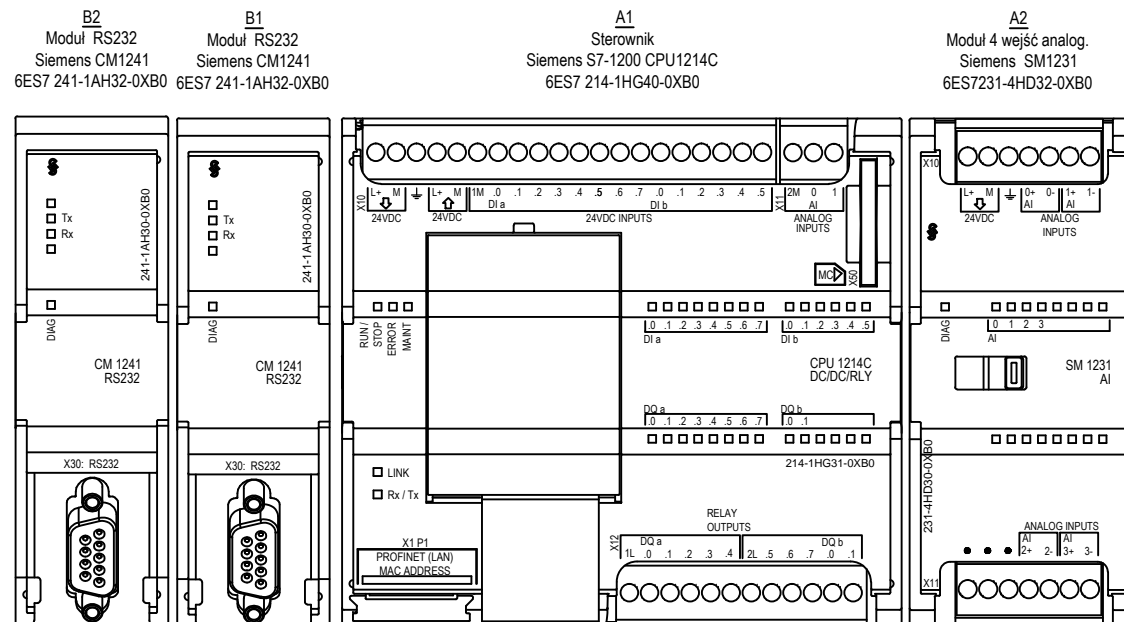 B2
Moduł RS232
Siemens CM1241
6ES7 241-1AH32-0XB0
B1
Moduł RS232
Siemens CM1241
6ES7 241-1AH32-0XB0
A1
Sterownik
Siemens S7-1200 CPU1214C
6ES7 214-1HG40-0XB0
A2
Moduł 4 wejść analog.
Siemens SM1231
6ES7231-4HD32-0XB0
Tx
Rx
241-1AH30-0XB0
DIAG
CM 1241
RS232
X30: RS232
Tx
Rx
241-1AH30-0XB0
DIAG
CM 1241
RS232
X30: RS232
X10
L+ M L+ M 1M .0 .1 .2 .3 .4 .5 .6 .7 .0 .1 .2 .3 .4 .5
DI a DI b
24VDC 24VDC 24VDC INPUTS
X11
2M 0 1
AI
ANALOG
INPUTS
MC
X50
RUN /
STOP
ERROR
MAINT
.0 .1 .2 .3 .4 .5 .6 .7 .0 .1 .2 .3 .4 .5
DI a DI b
CPU 1214C
DC/DC/RLY
DQ a DQ b
.0 .1 .2 .3 .4 .5 .6 .7 .0 .1
214-1HG31-0XB0
LINK
Rx / Tx
X1 P1
PROFINET (LAN)
MAC ADDRESS
RELAY
OUTPUTS
X12
DQ a DQ b
1L .0 .1 .2 .3 .4 2L .5 .6 .7 .0 .1
X10
L+ M 0+ 0- 1+ 1-
AI AI
24VDC ANALOG
INPUTS
DIAG
0 1 2 3
AI
SM 1231
AI
231-4HD30-0XB0
ANALOG INPUTS
AI AI
2+ 2- 3+ 3-
X11